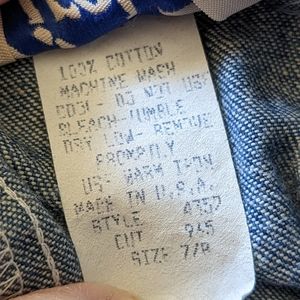 100% COTTON
MACHINE WASH
COOL- DO NOT USE
BLEACH-TUMBLE
DRY LOW- REMOVE
PROMPTLY
USE WARM IRON
MADE IN U.S.A.
STYLE 4352
CUT 945
SIZE 7/8